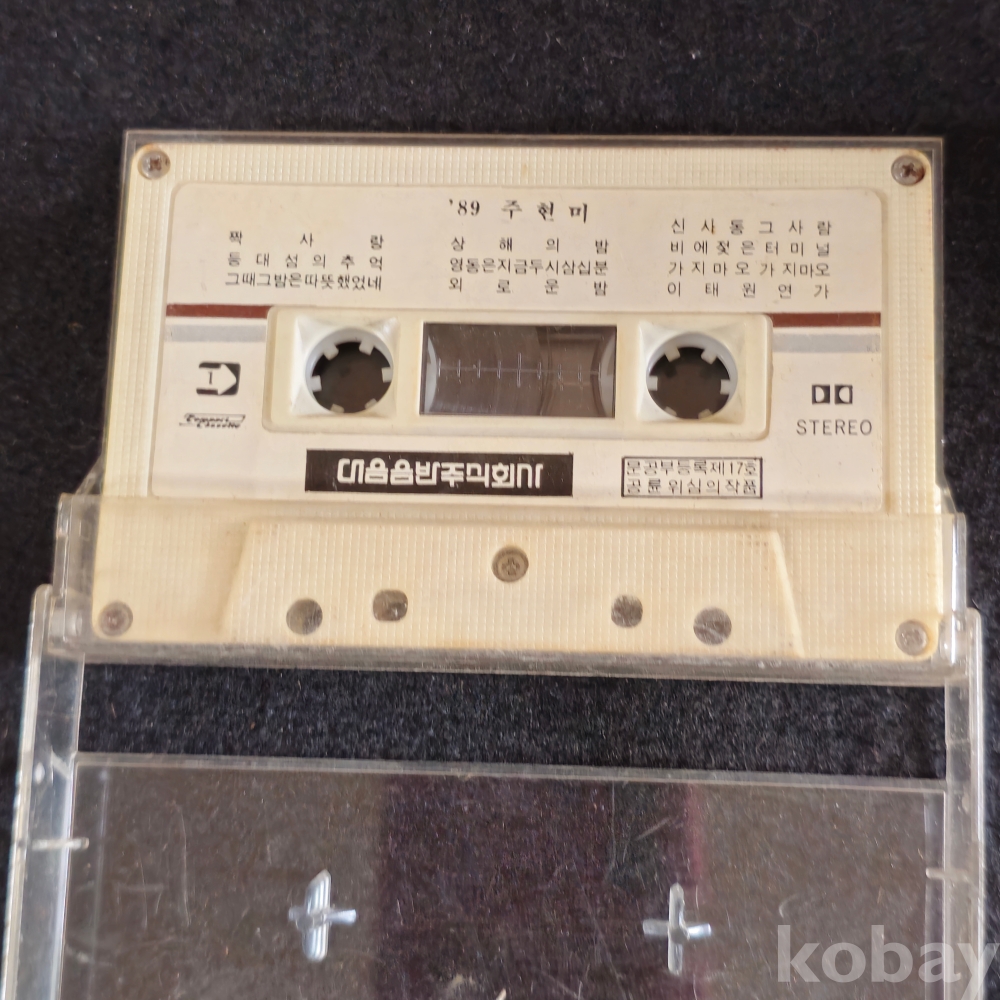 '89 주현미
짝사랑
등대섬의추억
그때그밤은따뜻했었네
상해의밤
영동은지금두시삼십분
외로운밤
신사동그사람
비에젖은터미널
가지마오가지마오
이태원연가
1
Compact
Cassette
STEREO
대음음반주식회사
문공부등록제17호
공륜위심의작품
kobay